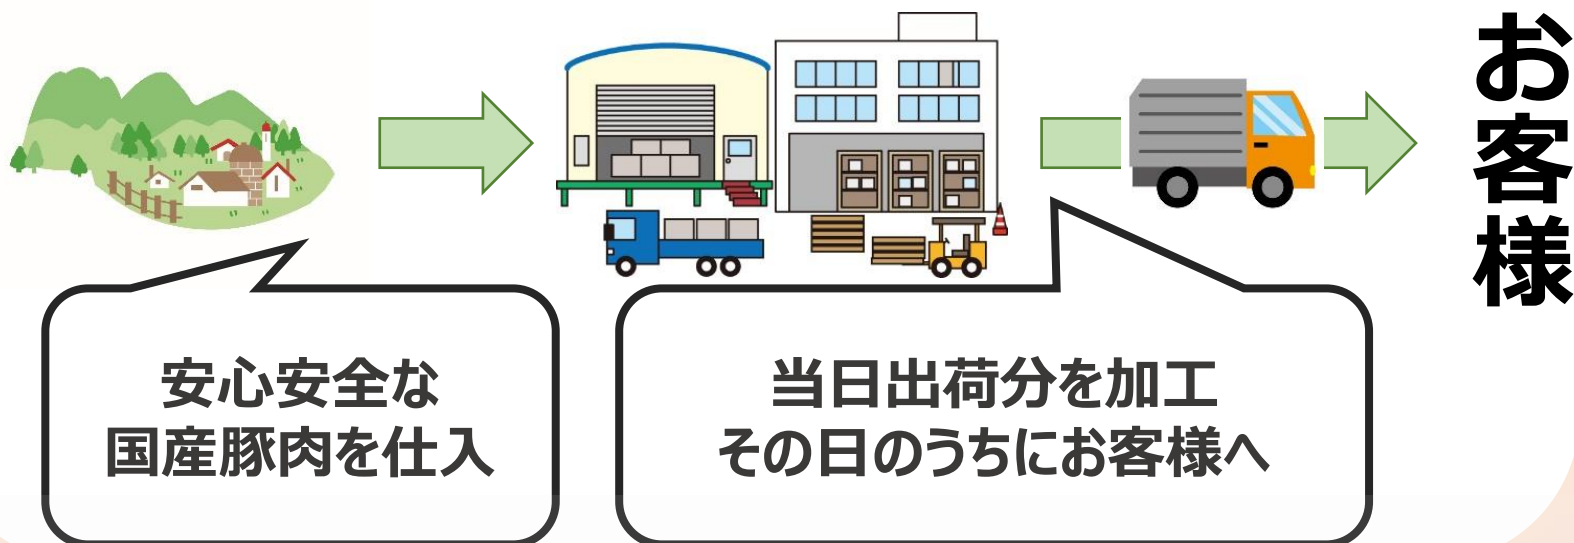 安心安全な
国産豚肉を仕入
当日出荷分を加工
その日のうちにお客様へ
お客様